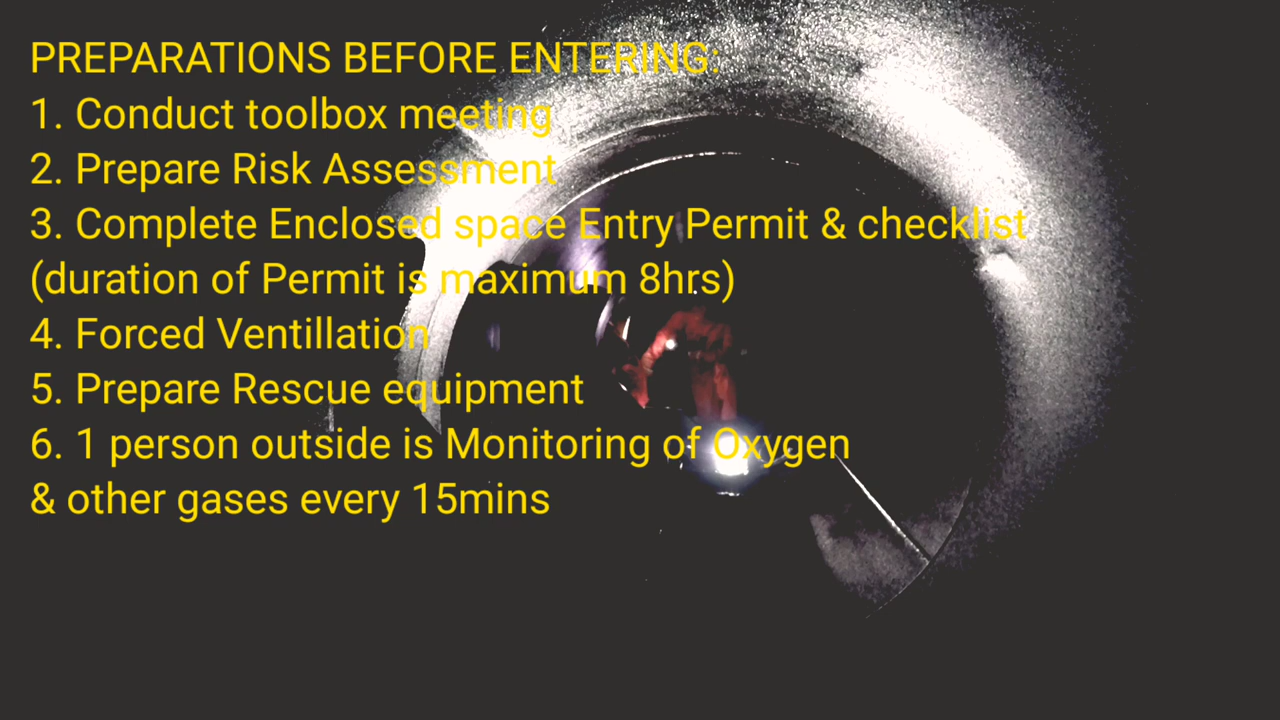 PREPARATIONS BEFORE ENTERING:
1. Conduct toolbox meeting
2. Prepare Risk Assessment
3. Complete Enclosed space Entry Permit & checklist
(duration of Permit is maximum 8hrs)
4. Forced Ventillation
5. Prepare Rescue equipment
6. 1 person outside is Monitoring of Oxygen
& other gases every 15mins